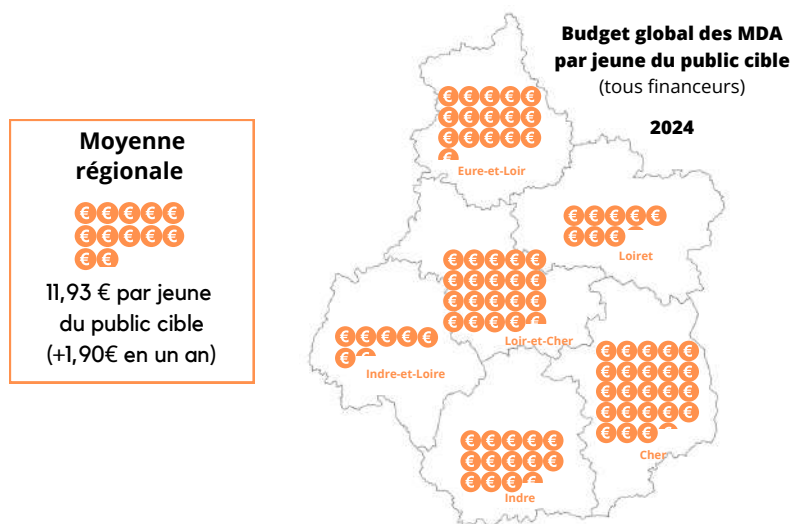 Budget global des MDA
par jeune du public cible
(tous financeurs)
2024
Moyenne
régionale
11,93 € par jeune
du public cible
(+1,90€ en un an)
Eure-et-Loir
Loiret
Loir-et-Cher
Indre-et-Loire
Cher
Indre